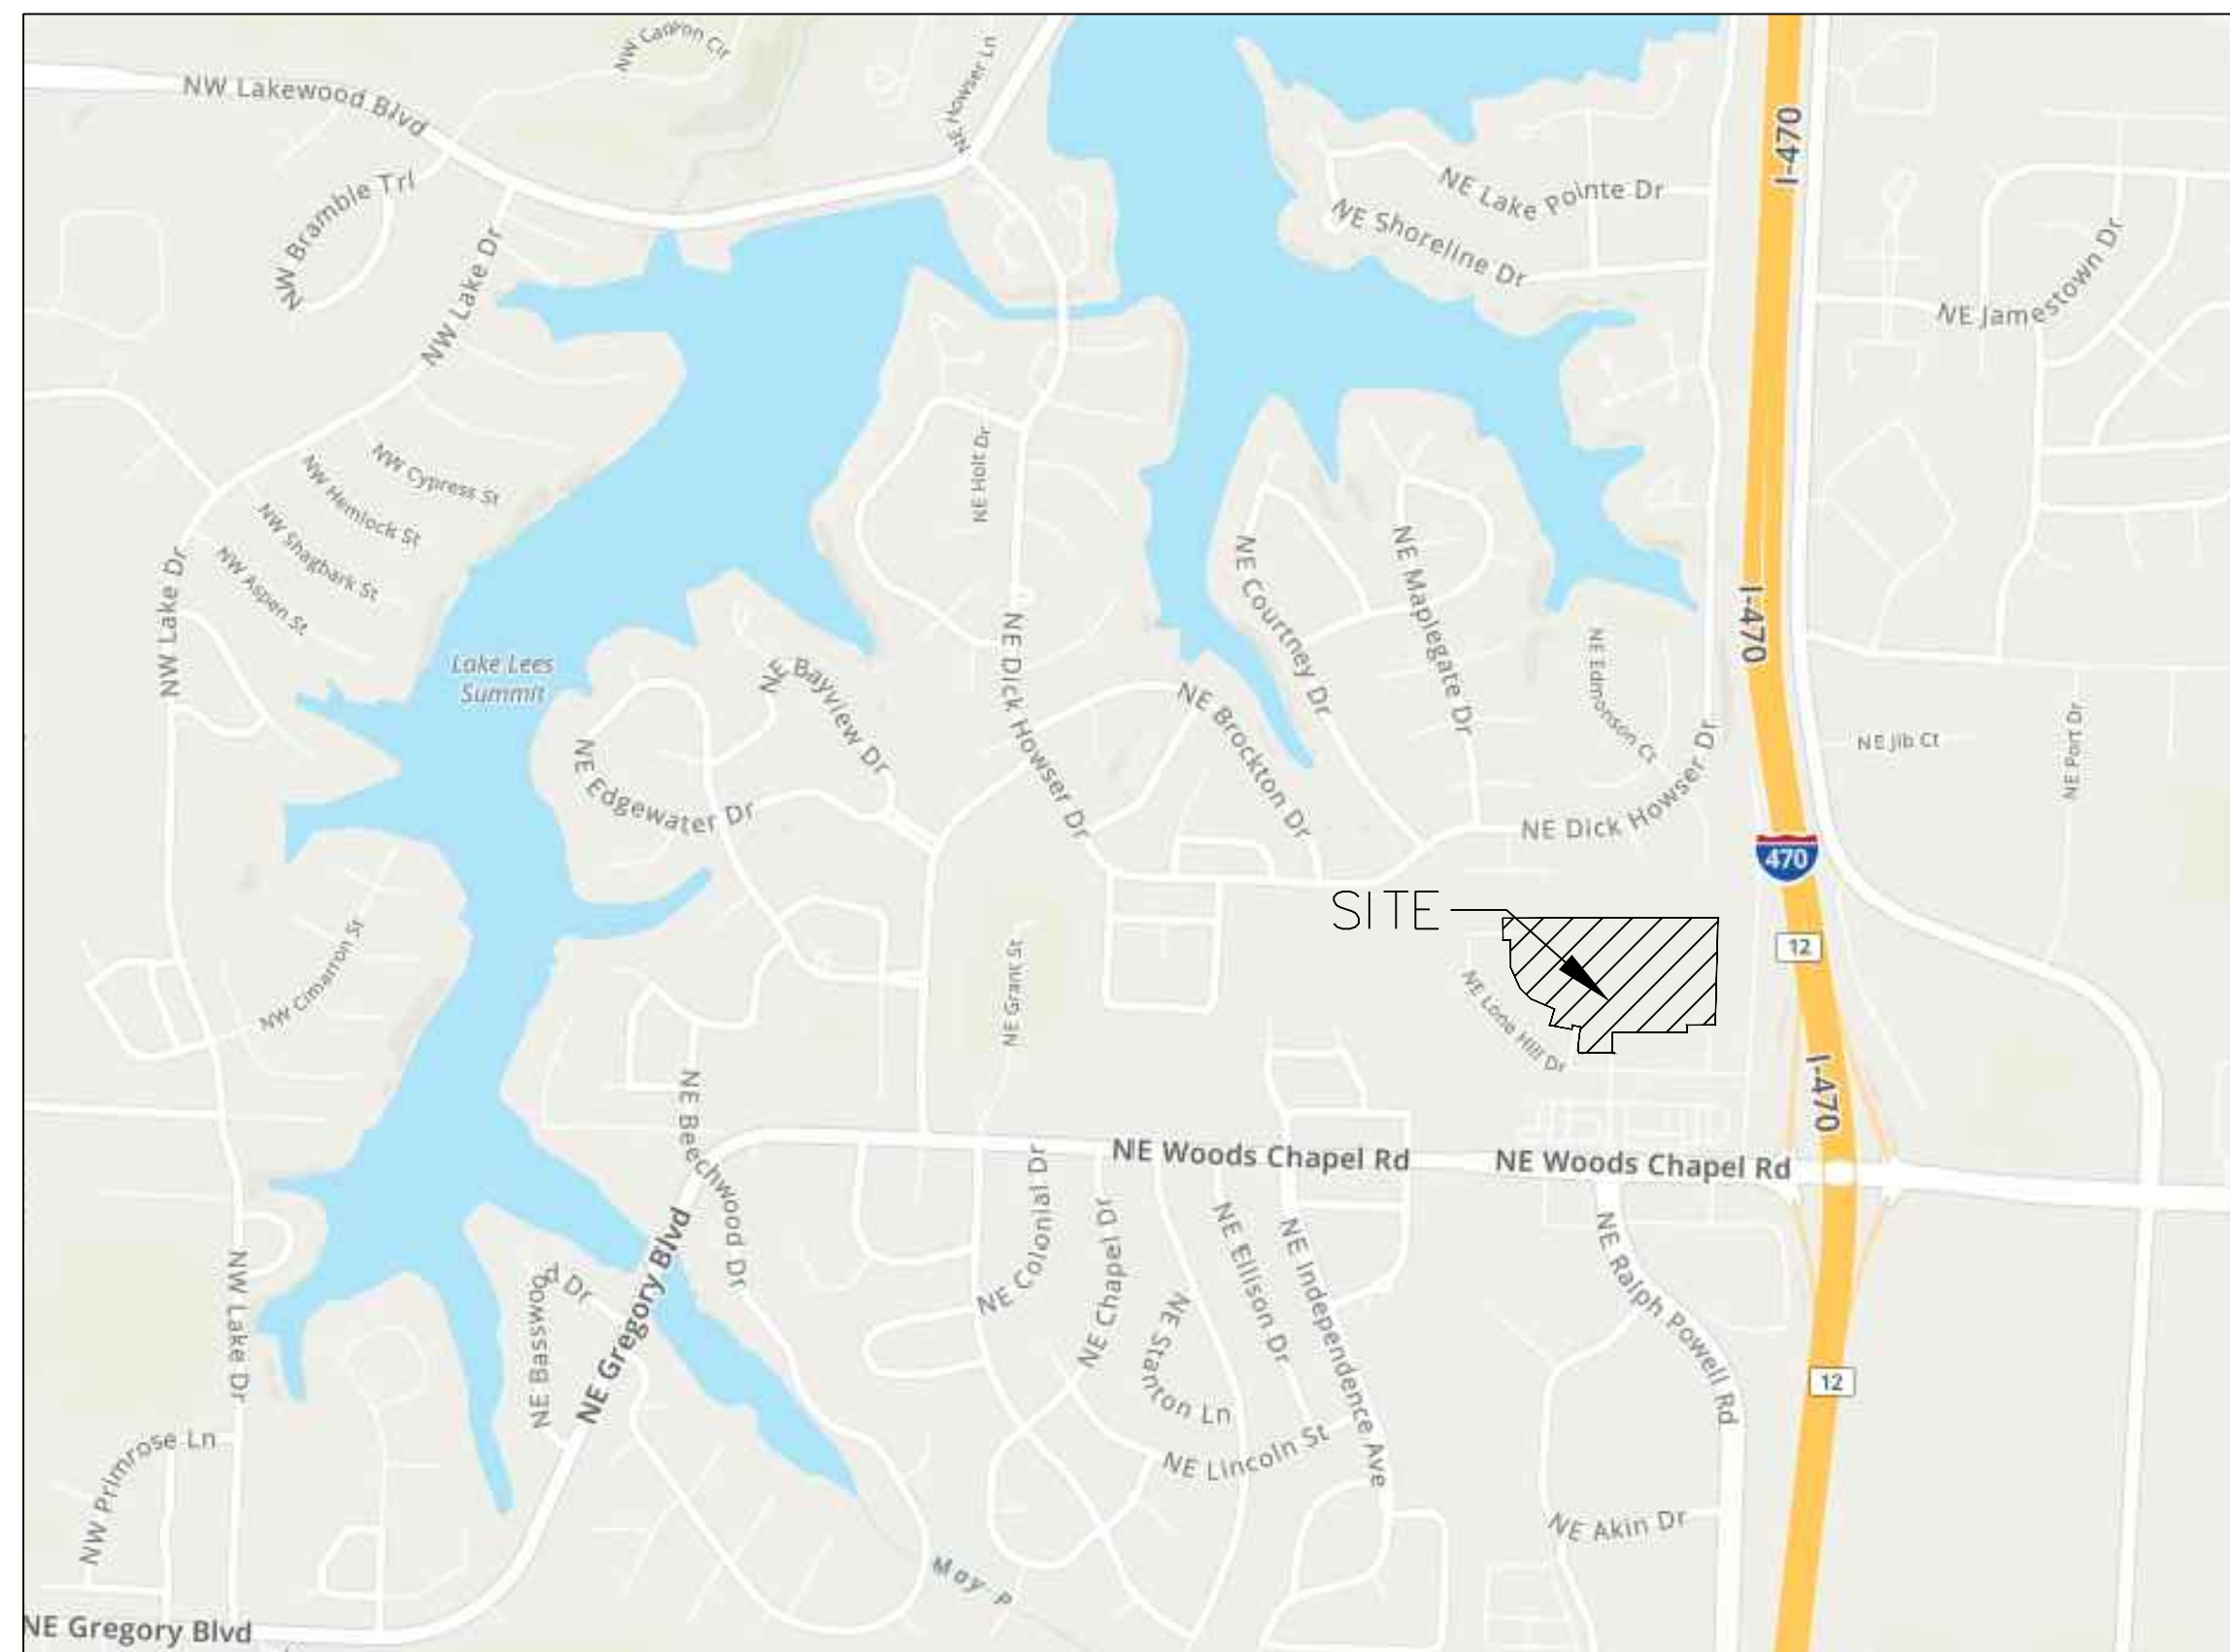 NW Canyon Cir
NE Howser Ln
NW Lakewood Blvd
I-470
NW Bramble Trl
NE Lake Pointe Dr
NE Shoreline Dr
NW Lake Dr
NE Jamestown Dr
NW Cypress St
NE Holt Dr
NW Hemlock St
NW Shagbark St
NW Aspen St
NW Lake Dr
NE Courtney Dr
NE Maplegate Dr
I-470
NE Dick Howser Dr
NE Edmonson Ct
Lake Lees
Summit
NE Bayview Dr
NE Brockton Dr
NE Jib Ct
NE Port Dr
NE Edgewater Dr
NE Dick Howser Dr
470
SITE
12
NW Cimarron St
NE Grant St
NE Lone Hill Dr
I-470
NE Beechwood Dr
NE Woods Chapel Rd
NE Woods Chapel Rd
NE Colonial Dr
NE Chapel Dr
NE Ellison Dr
NE Independence Ave
NE Ralph Powell Rd
NW Lake Dr
NE Basswood Dr
NE Gregory Blvd
NE Stanton Ln
12
NW Primrose Ln
NE Lincoln St
NE Akin Dr
May P
NE Gregory Blvd